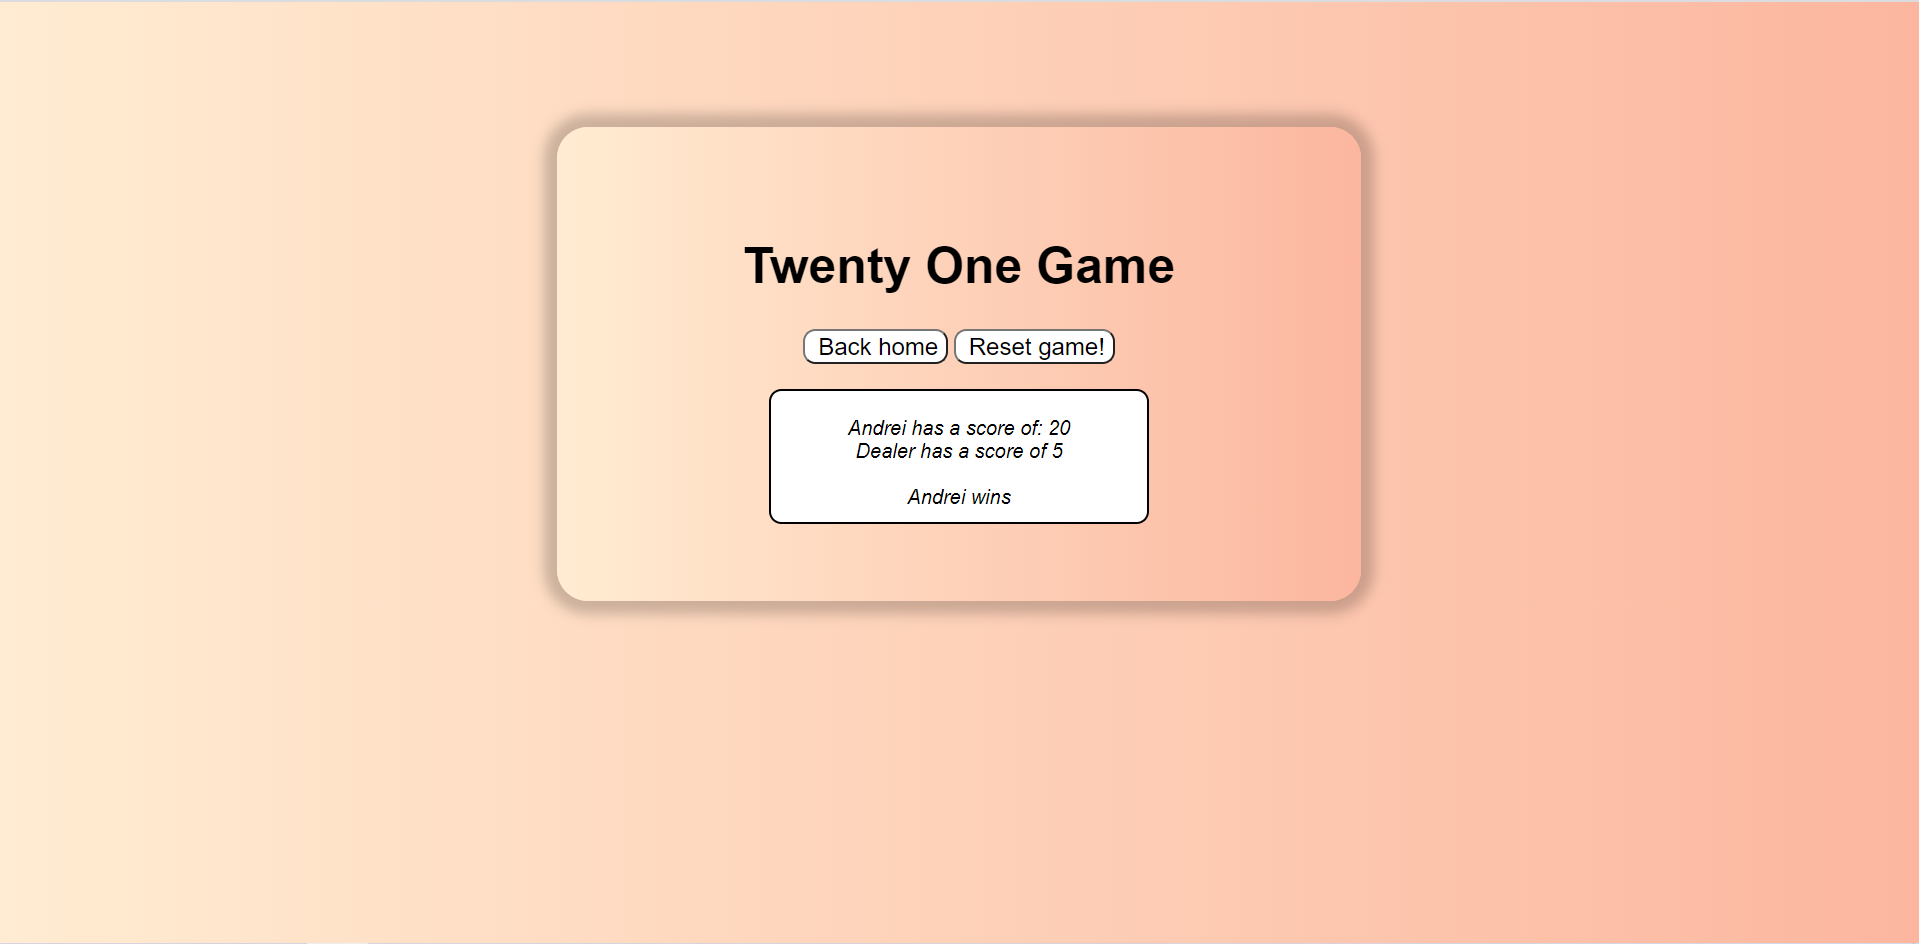 Twenty One Game
Back home Reset game!
Andrei has a score of: 20
Dealer has a score of 5
Andrei wins